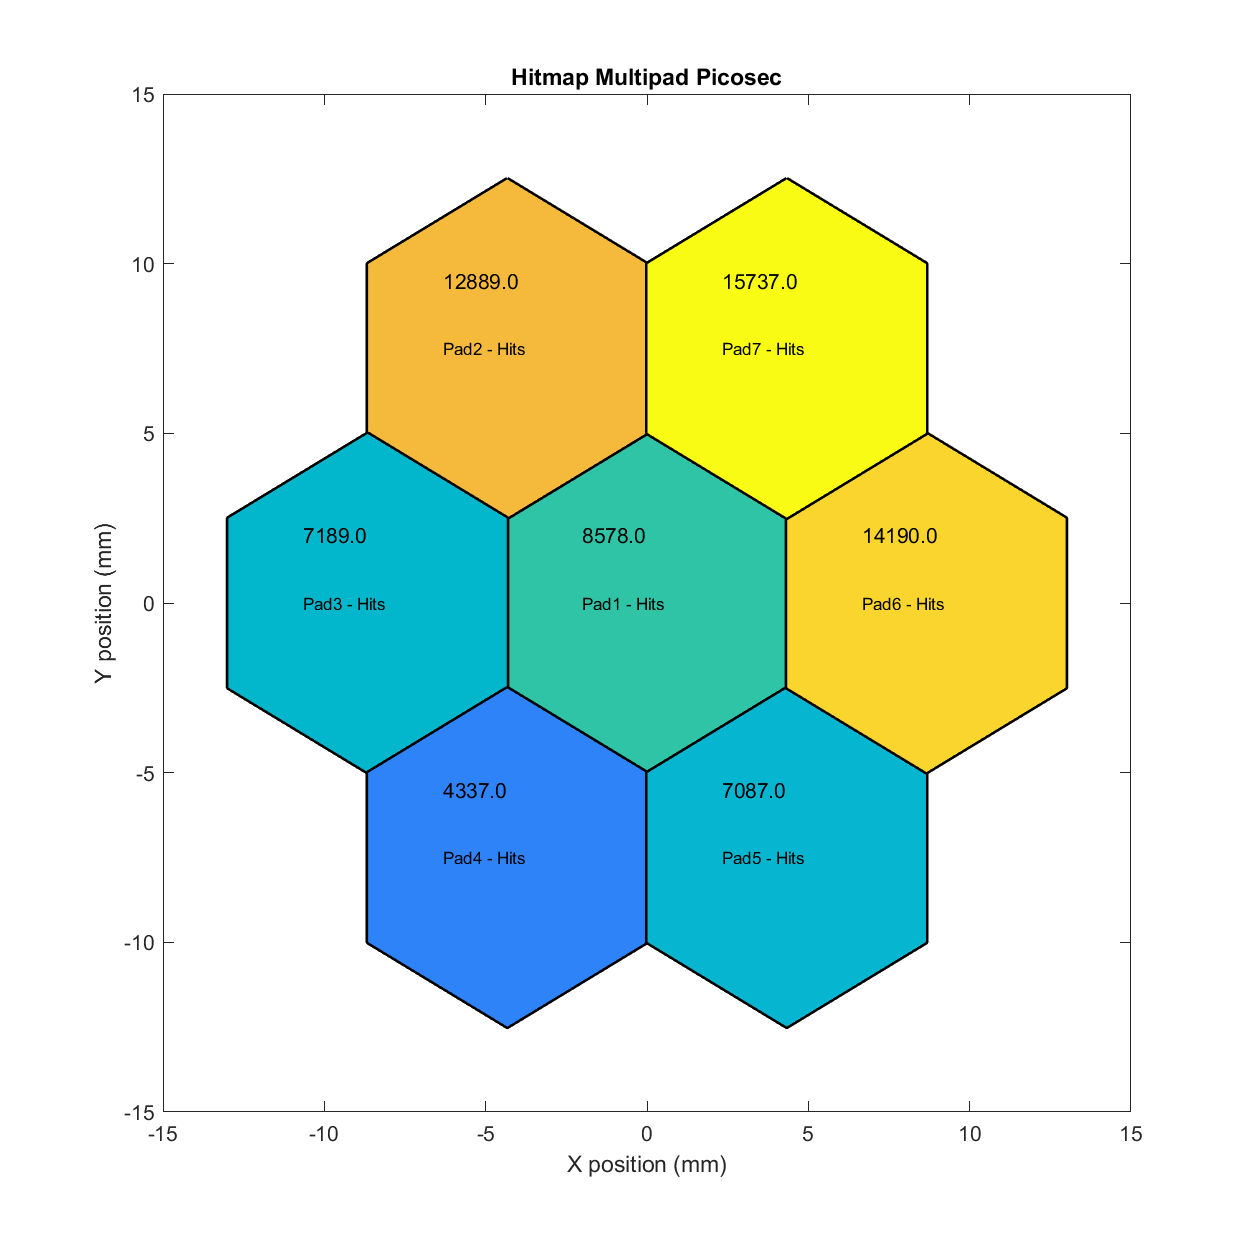 Hitmap Multipad Picosec
15
10
5
0
-5
-10
-15
Y position (mm)
12889.0
Pad2 - Hits
15737.0
Pad7 - Hits
7189.0
Pad3 - Hits
8578.0
Pad1 - Hits
14190.0
Pad6 - Hits
4337.0
Pad4 - Hits
7087.0
Pad5 - Hits
-15
-10
-5
0
5
10
15
X position (mm)